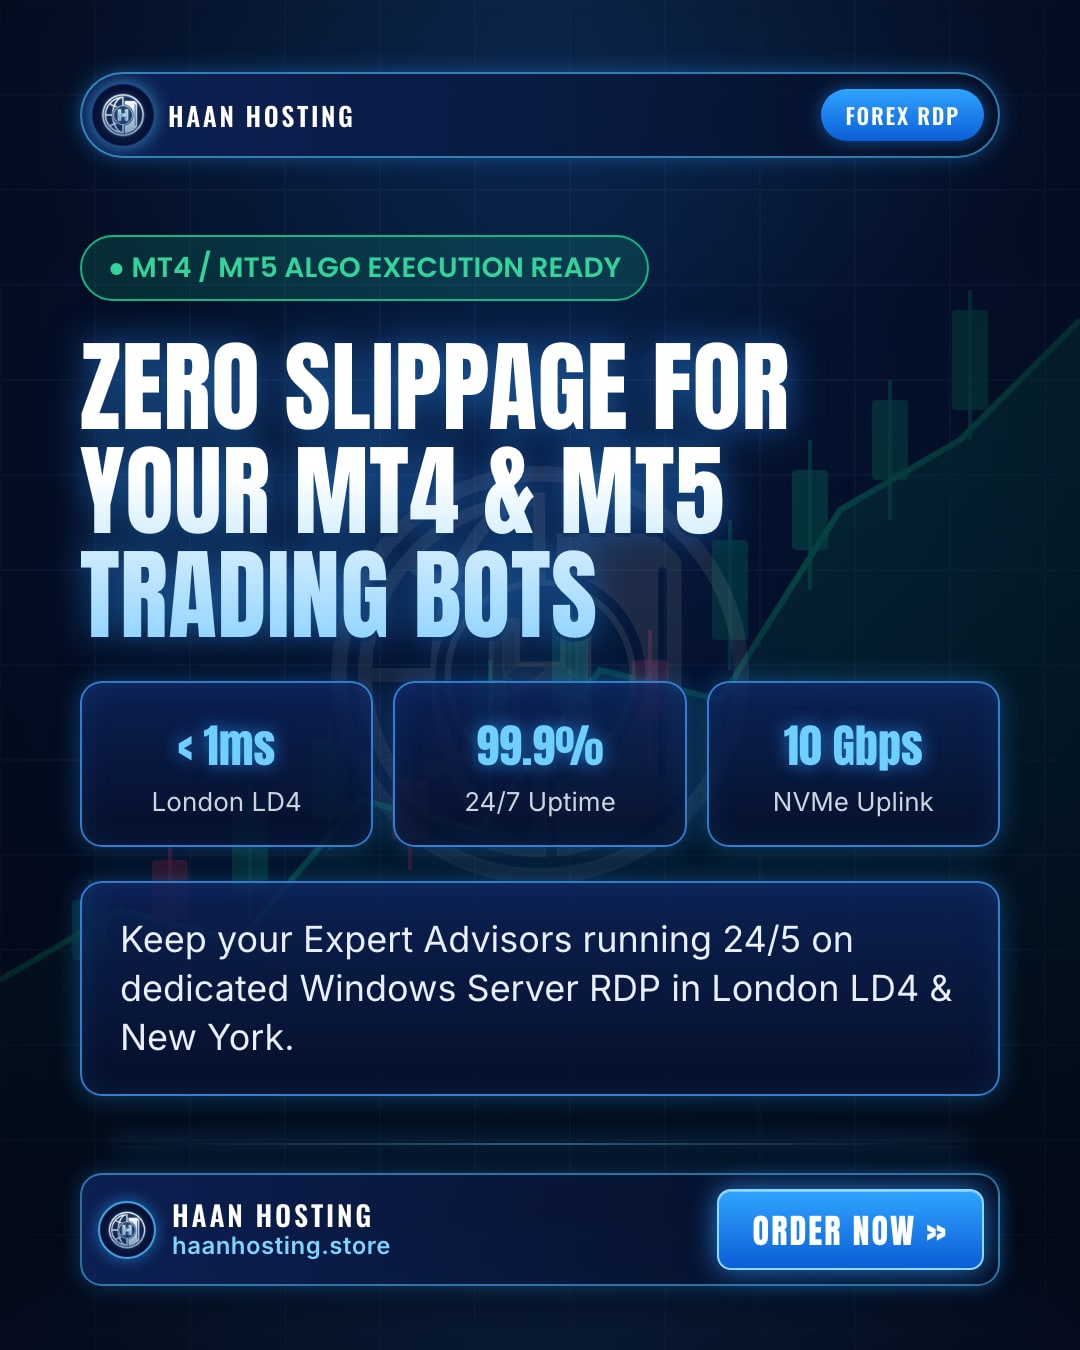 HAAN HOSTING
FOREX RDP
• MT4 / MT5 ALGO EXECUTION READY
ZERO SLIPPAGE FOR
YOUR MT4 & MT5
TRADING BOTS
< 1ms
London LD4
99.9%
24/7 Uptime
10 Gbps
NVMe Uplink
Keep your Expert Advisors running 24/5 on
dedicated Windows Server RDP in London LD4 &
New York.
HAAN HOSTING
haanhosting.store
ORDER NOW »